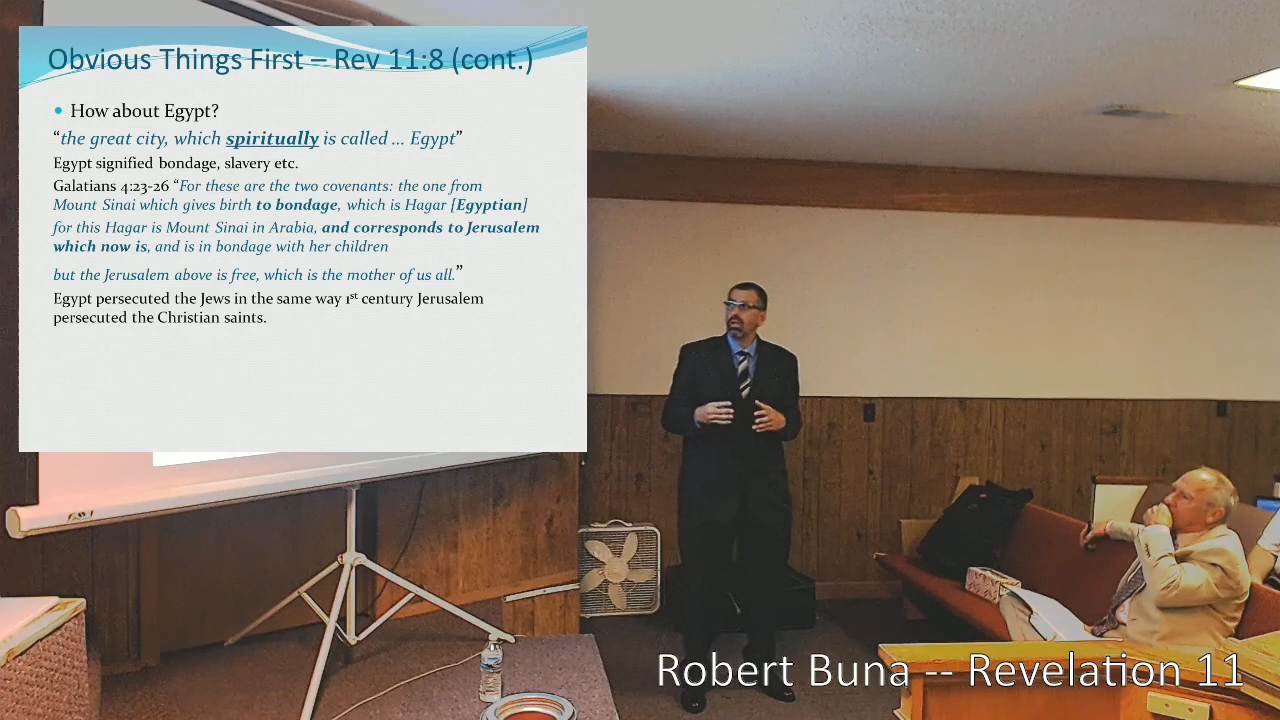 Obvious Things First – Rev 11:8 (cont.)
• How about Egypt?
“the great city, which spiritually is called ... Egypt”
Egypt signified bondage, slavery etc.
Galatians 4:23-26 “For these are the two covenants: the one from
Mount Sinai which gives birth to bondage, which is Hagar [Egyptian]
for this Hagar is Mount Sinai in Arabia, and corresponds to Jerusalem
which now is, and is in bondage with her children
but the Jerusalem above is free, which is the mother of us all.”
Egypt persecuted the Jews in the same way 1st century Jerusalem
persecuted the Christian saints.
Robert Buna -- Revelation 11